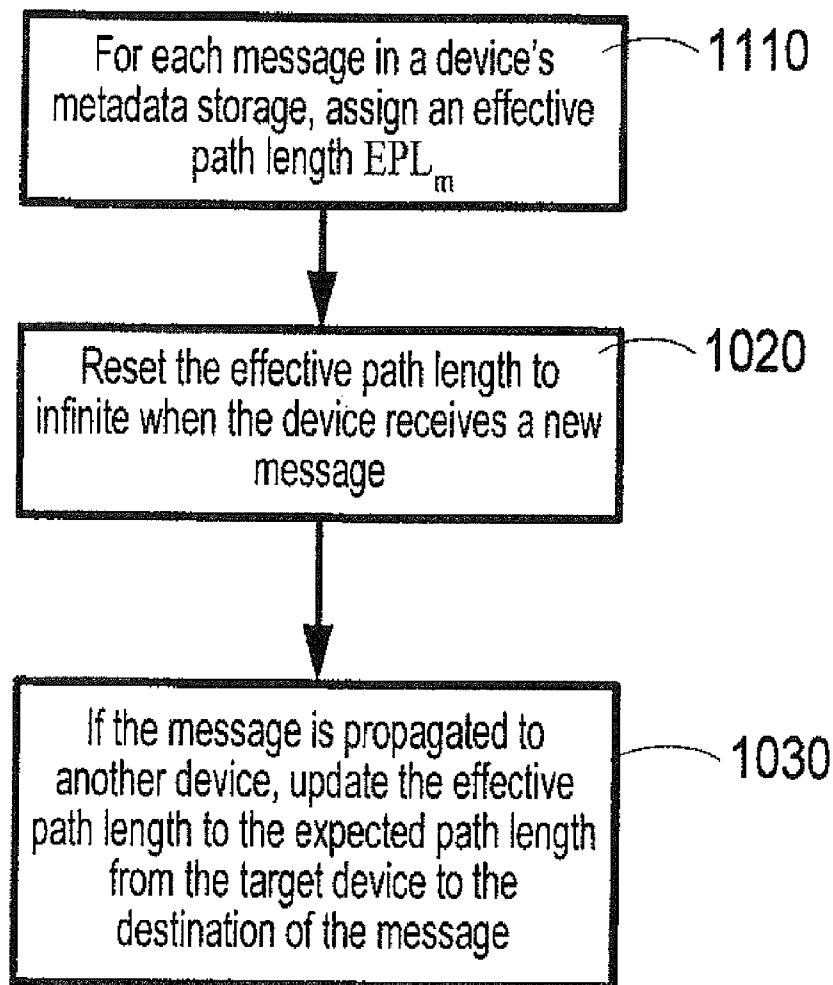 For each message in a device's
metadata storage, assign an effective
path length EPLm
1110
Reset the effective path length to
infinite when the device receives a new
message
1020
If the message is propagated to
another device, update the effective
path length to the expected path length
from the target device to the
destination of the message
1030